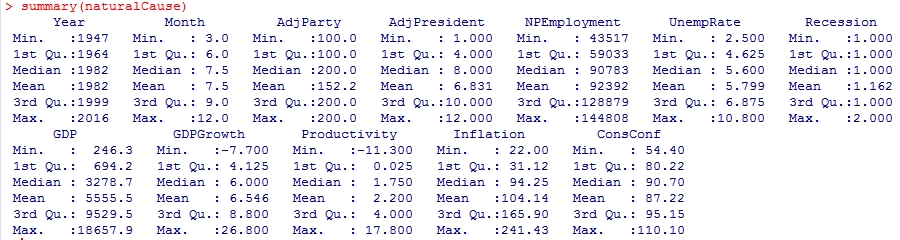 > summary(naturalCause)
Year Month AdjParty AdjPresident NPEmployment UnempRate Recession
Min. :1947 Min. : 3.0 Min. :100.0 Min. : 1.000 Min. : 43517 Min. : 2.500 Min. :1.000
1st Qu.:1964 1st Qu.: 6.0 1st Qu.:100.0 1st Qu.: 4.000 1st Qu.: 59033 1st Qu.: 4.625 1st Qu.:1.000
Median :1982 Median : 7.5 Median :200.0 Median : 8.000 Median : 90783 Median : 5.600 Median :1.000
Mean :1982 Mean : 7.5 Mean :152.2 Mean : 6.831 Mean : 92392 Mean : 5.799 Mean :1.162
3rd Qu.:1999 3rd Qu.: 9.0 3rd Qu.:200.0 3rd Qu.:10.000 3rd Qu.:128879 3rd Qu.: 6.875 3rd Qu.:1.000
Max. :2016 Max. :12.0 Max. :200.0 Max. :12.000 Max. :144808 Max. :10.800 Max. :2.000
GDP GDPGrowth Productivity Inflation ConsConf
Min. : 246.3 Min. :-7.700 Min. :-11.300 Min. : 22.00 Min. : 54.40
1st Qu.: 694.2 1st Qu.: 4.125 1st Qu.: 0.025 1st Qu.: 31.12 1st Qu.: 80.22
Median : 3278.7 Median : 6.000 Median : 1.750 Median : 94.25 Median : 90.70
Mean : 5555.5 Mean : 6.546 Mean : 2.200 Mean :104.14 Mean : 87.22
3rd Qu.: 9529.5 3rd Qu.: 8.800 3rd Qu.: 4.000 3rd Qu.:165.90 3rd Qu.: 95.15
Max. :18657.9 Max. :26.800 Max. : 17.800 Max. :241.43 Max. :110.10